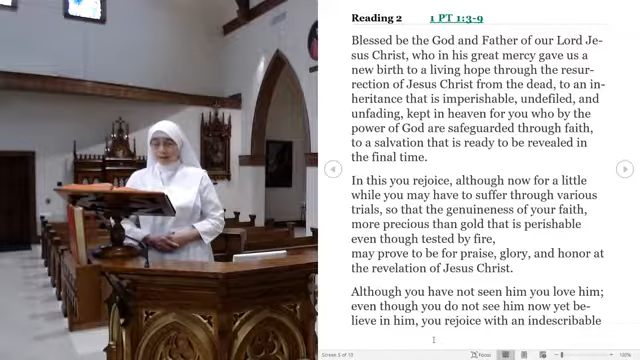 Reading 2 1 PT 1:3-9
Blessed be the God and Father of our Lord Je-
sus Christ, who in his great mercy gave us a
new birth to a living hope through the resur-
rection of Jesus Christ from the dead, to an in-
heritance that is imperishable, undefiled, and
unfading, kept in heaven for you who by the
power of God are safeguarded through faith,
to a salvation that is ready to be revealed in
the final time.
In this you rejoice, although now for a little
while you may have to suffer through various
trials, so that the genuineness of your faith,
more precious than gold that is perishable
even though tested by fire,
may prove to be for praise, glory, and honor at
the revelation of Jesus Christ.
Although you have not seen him you love him;
even though you do not see him now yet be-
lieve in him, you rejoice with an indescribable
Screen 5 of 19 Focus 100%